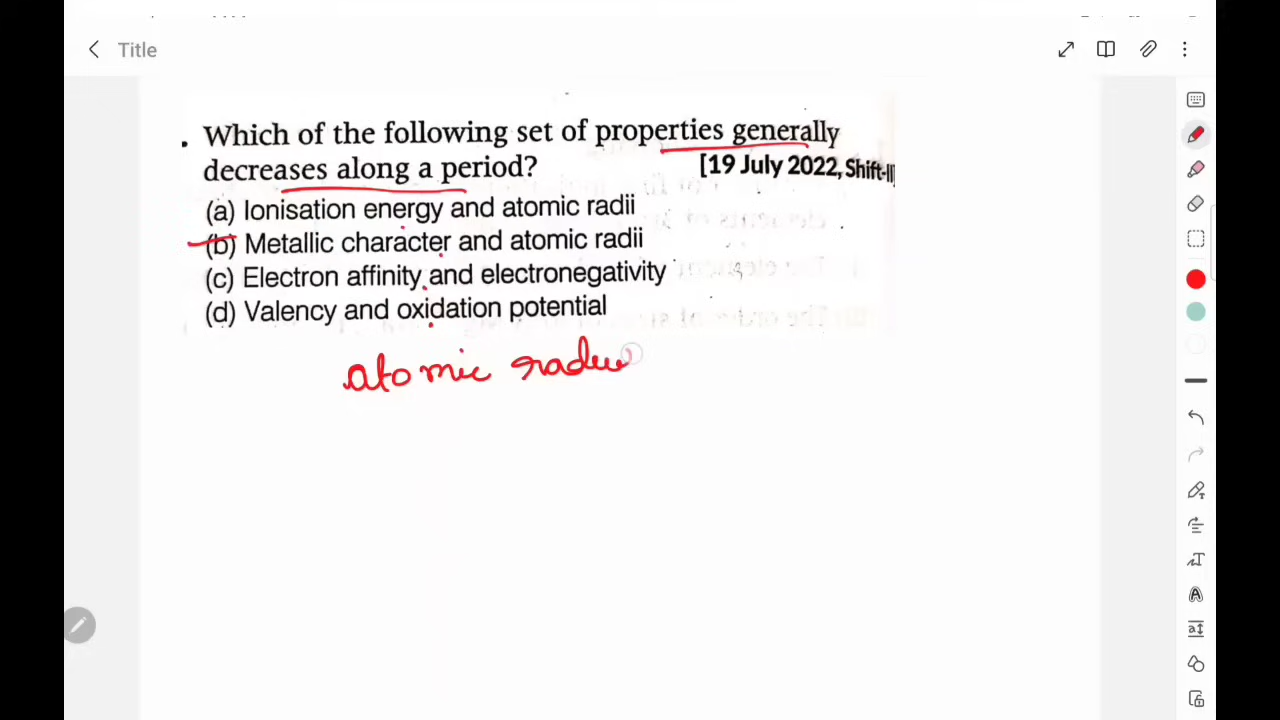 Title
. Which of the following set of properties generally
decreases along a period? [19 July 2022, Shift-II]
(a) Ionisation energy and atomic radii
(b) Metallic character and atomic radii
(c) Electron affinity and electronegativity
(d) Valency and oxidation potential
atomic radiu